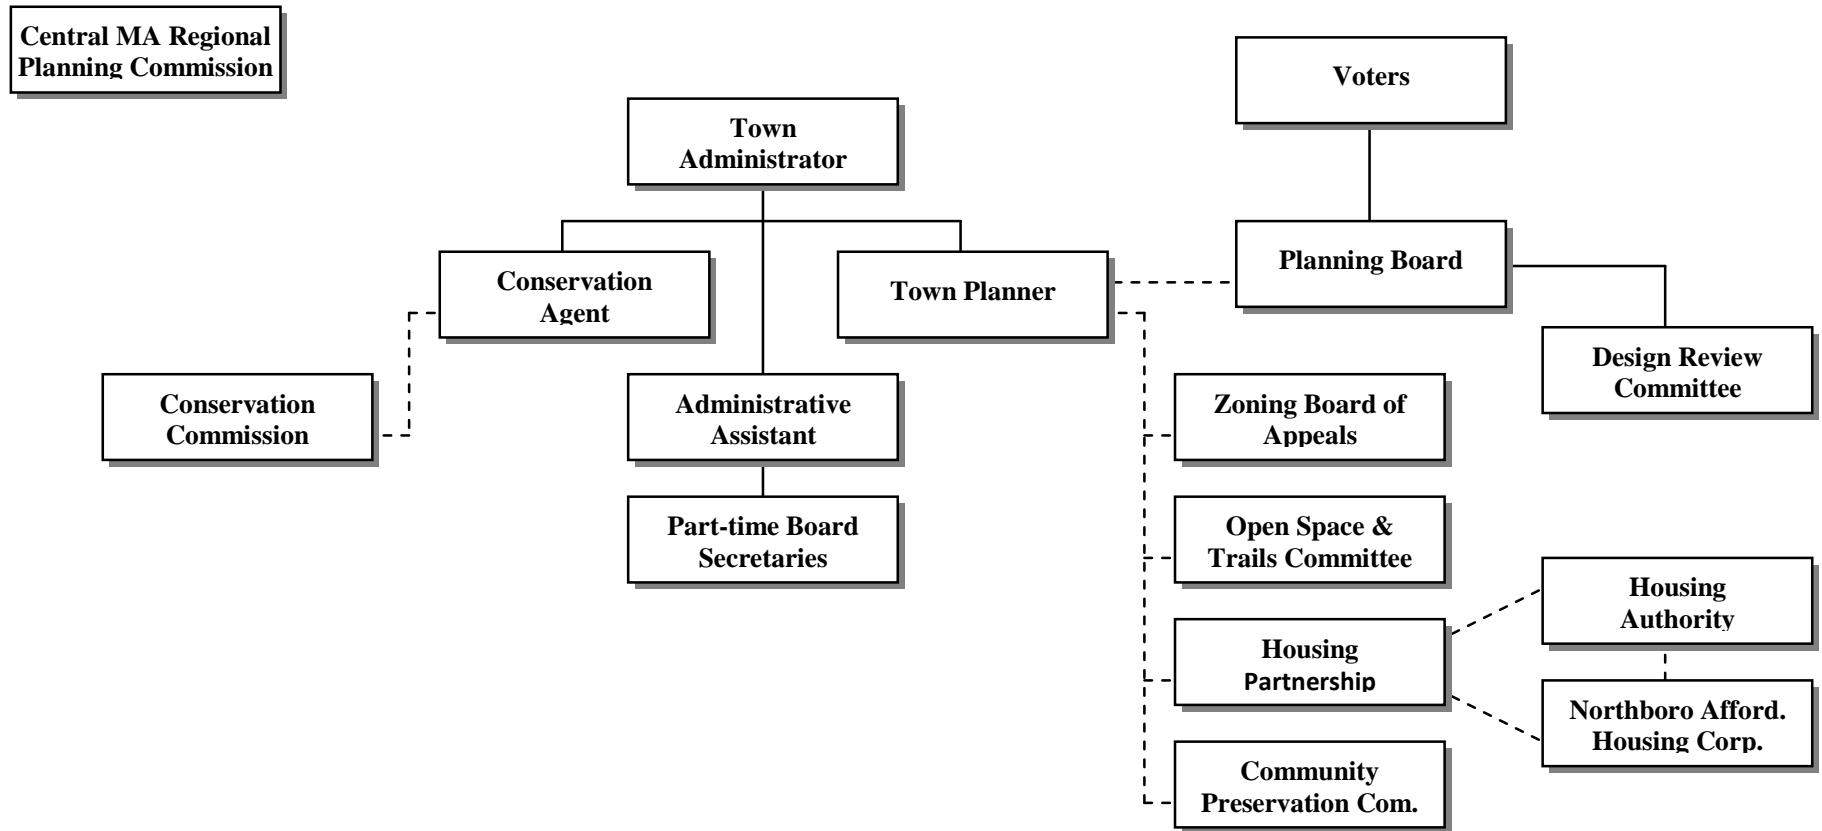 Central MA Regional
Planning Commission
Voters
Town
Administrator
Planning Board
Conservation
Agent
Town Planner
Design Review
Committee
Conservation
Commission
Administrative
Assistant
Zoning Board of
Appeals
Part-time Board
Secretaries
Open Space &
Trails Committee
Housing
Authority
Housing
Partnership
Northboro Afford.
Housing Corp.
Community
Preservation Com.